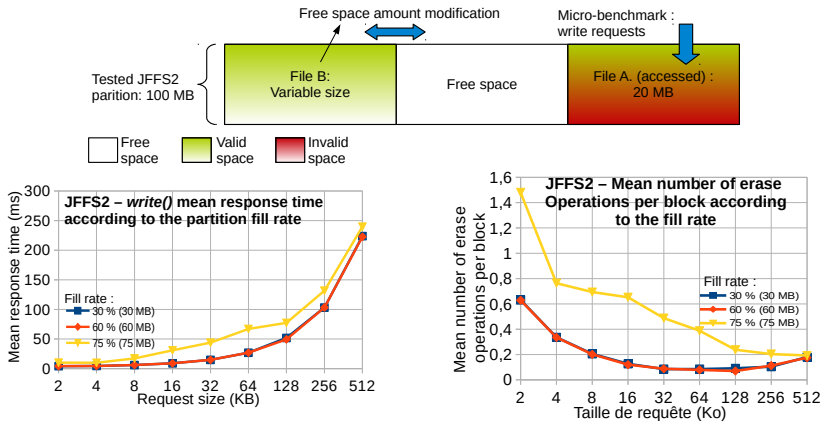 Free space amount modification
Micro-benchmark :
write requests
Tested JFFS2
parition: 100 MB
File B:
Variable size
Free space
File A. (accessed) :
20 MB
Free
space
Valid
space
Invalid
space
JFFS2 – write() mean response time
according to the partition fill rate
Mean response time (ms)
300
250
200
150
100
50
0
Fill rate :
30 % (30 MB)
60 % (60 MB)
75 % (75 MB)
2 4 8 16 32 64 128 256 512
Request size (KB)
JFFS2 – Mean number of erase
Operations per block according
to the fill rate
Mean number of erase
operations per block
1,6
1,4
1,2
1
0,8
0,6
0,4
0,2
0
Fill rate :
30 % (30 MB)
60 % (60 MB)
75 % (75 MB)
2 4 8 16 32 64 128 256 512
Taille de requête (Ko)